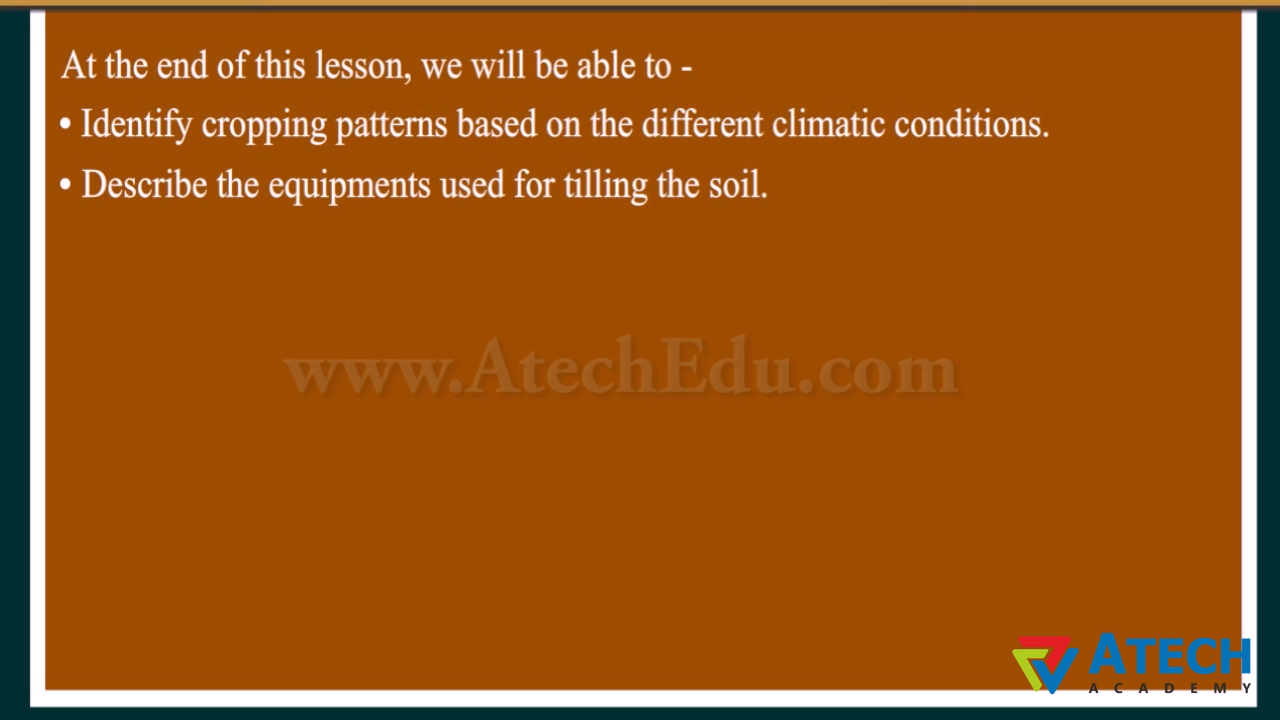 At the end of this lesson, we will be able to -
• Identify cropping patterns based on the different climatic conditions.
• Describe the equipments used for tilling the soil.
www.AtechEdu.com
ATECH
ACADEMY